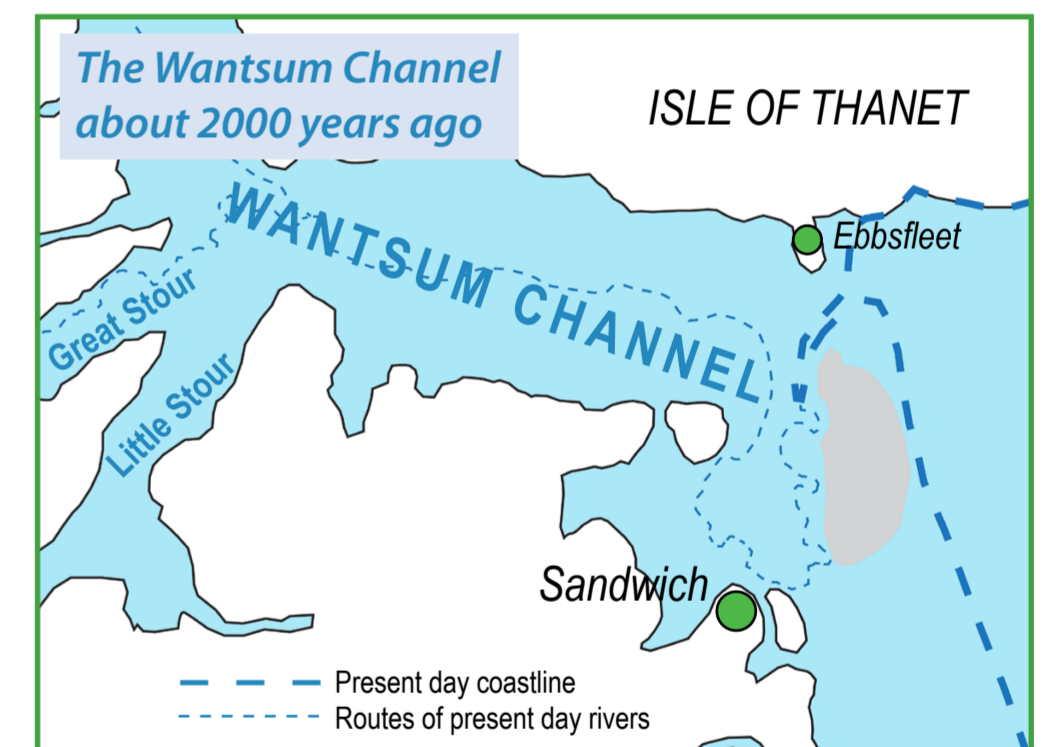 The Wantsum Channel
about 2000 years ago
ISLE OF THANET
WANTSUM CHANNEL
Ebbsfleet
Great Stour
Little Stour
Sandwich
Present day coastline
Routes of present day rivers